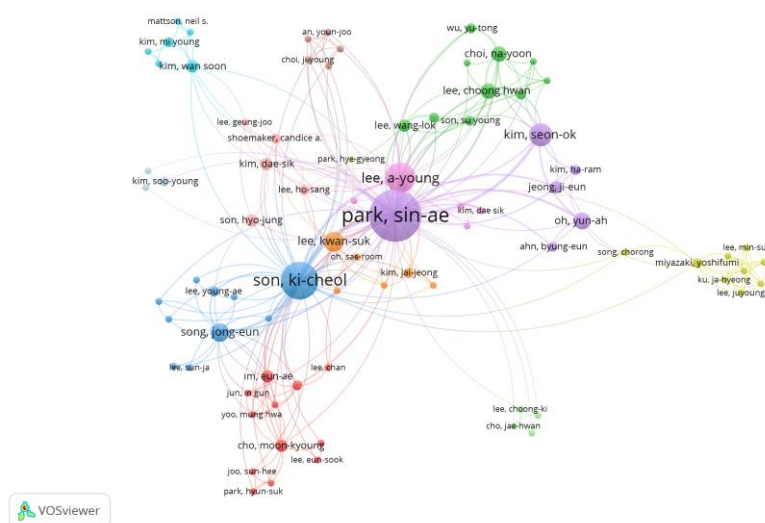 mattson, neil s.
kim, mi young
kim, wan soon
an, youn-joo
choi, ji-young
wu, yu-tong
choi, na-yoon
lee, choong hwan
lee, geung-joo
shoemaker, candice a.
lee, wang-lok
son, su young
kim, seon-ok
park, hye-gyeong
kim, dae-sik
lee, a-young
kim, ha-ram
kim, soo-young
lee, ho-sang
jeong, ji-eun
park, sin-ae
kim, dae sik
son, hyo-jung
oh, yun-ah
lee, kwan-suk
ahn, byung-eun
oh, sae-room
song, chorong
lee, min-su
miyazaki, yoshifumi
son, ki-cheol
kim, jai-jeong
ku, ja-hyeong
lee, young-ae
lee, juyoung
song, jong-eun
lee, sun-ja
lee, chan
im, eun-ae
jun, in gun
yoo, mung hwa
lee, choong-ki
cho, jae-hwan
cho, moon-kyoung
lee, eun-sook
joo, sun-hee
park, hyun-suk
VOSviewer